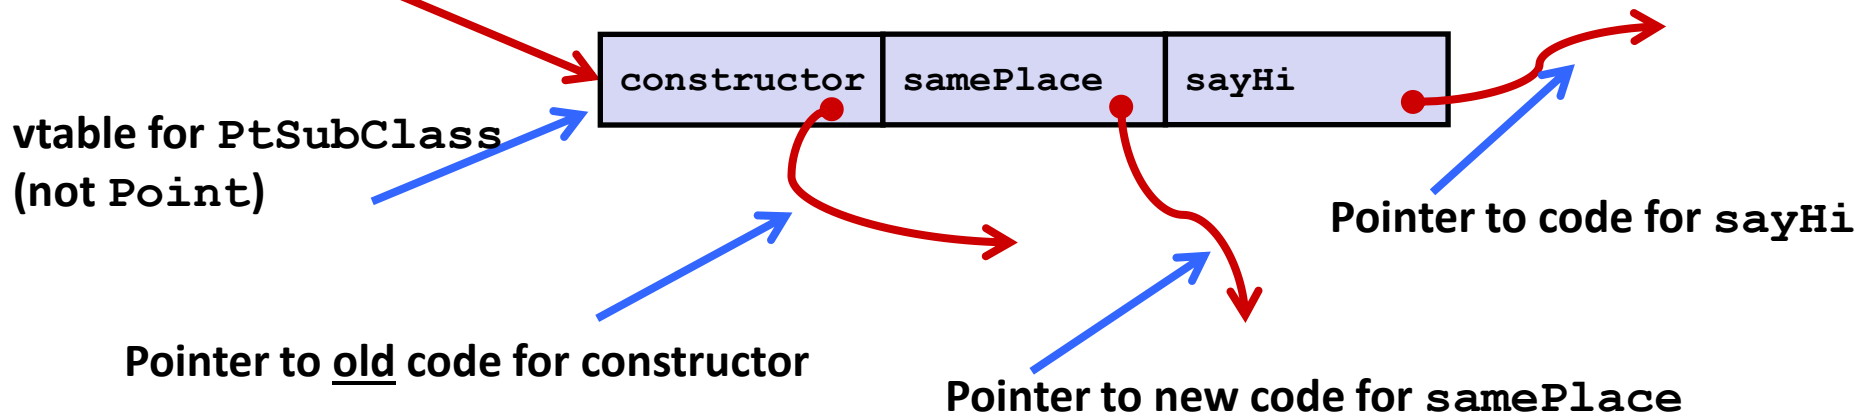 constructor
samePlace
sayHi
vtable for PtSubClass
(not Point)
Pointer to code for sayHi
Pointer to old code for constructor
Pointer to new code for samePlace